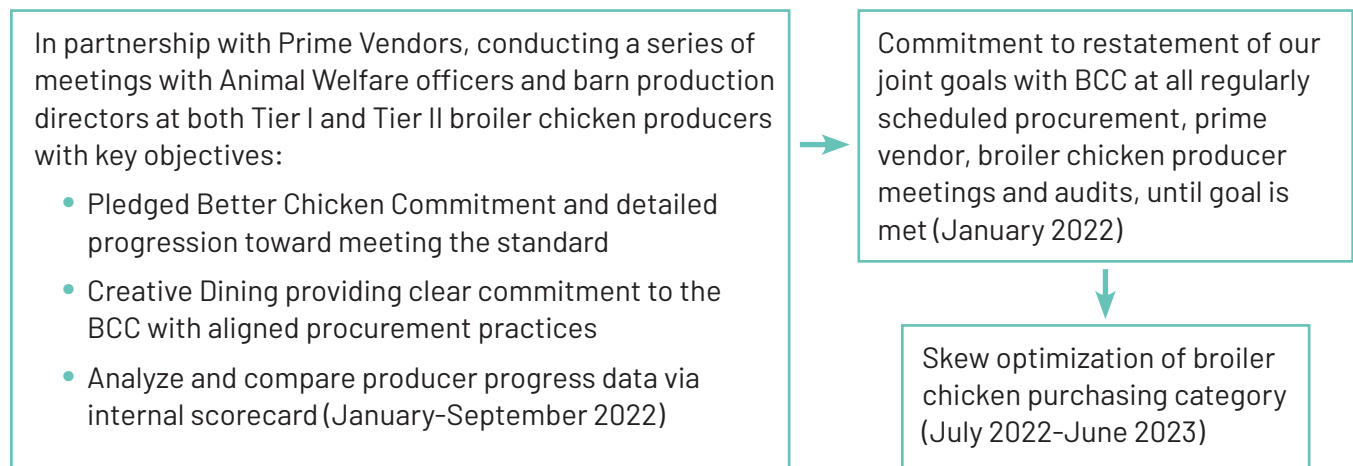 In partnership with Prime Vendors, conducting a series of
meetings with Animal Welfare officers and barn production
directors at both Tier I and Tier II broiler chicken producers
with key objectives:
• Pledged Better Chicken Commitment and detailed
progression toward meeting the standard
• Creative Dining providing clear commitment to the
BCC with aligned procurement practices
• Analyze and compare producer progress data via
internal scorecard (January-September 2022)
Commitment to restatement of our
joint goals with BCC at all regularly
scheduled procurement, prime
vendor, broiler chicken producer
meetings and audits, until goal is
met (January 2022)
Skew optimization of broiler
chicken purchasing category
(July 2022-June 2023)